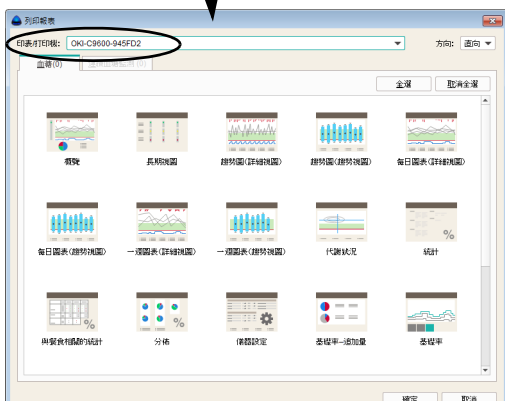 列印報表
印表/打印機: OKI-C9600-945FD2 方向: 直向
血糖(0)
全選 取消全選
概覽 長期視圖 趨勢圖(詳細視圖) 趨勢圖(趨勢視圖) 每日圖表(詳細視圖)
每日圖表(趨勢視圖) 一週圖表(詳細視圖) 一週圖表(趨勢視圖) 代謝狀況 統計
與餐食相關的統計 分佈 儀器設定 基礎率-追加量 基礎率
確定 取消